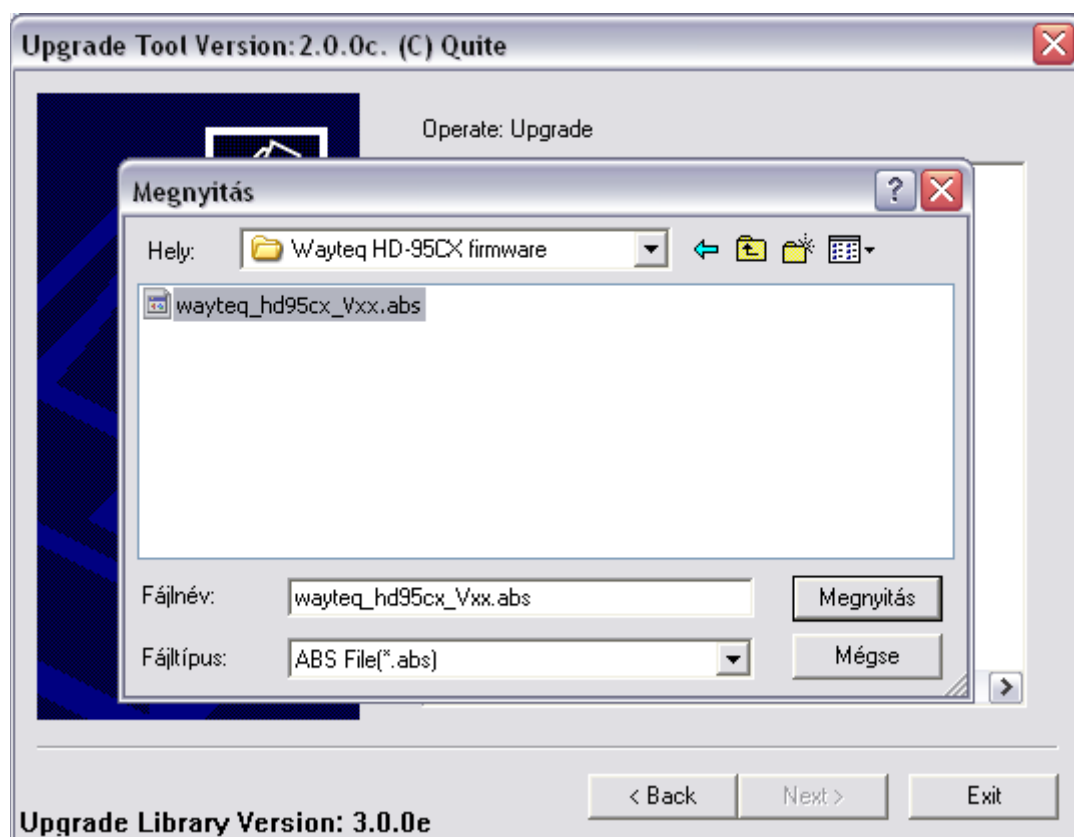 Upgrade Tool Version:2.0.0c. (C) Quite
Operate: Upgrade
Megnyitás
Hely: Wayteq HD-95CX firmware
wayteq_hd95cx_Vxx.abs
Fájlnév: wayteq_hd95cx_Vxx.abs Megnyitás
Fájltípus: ABS File(*.abs) Mégse
< Back Next > Exit
Upgrade Library Version: 3.0.0e